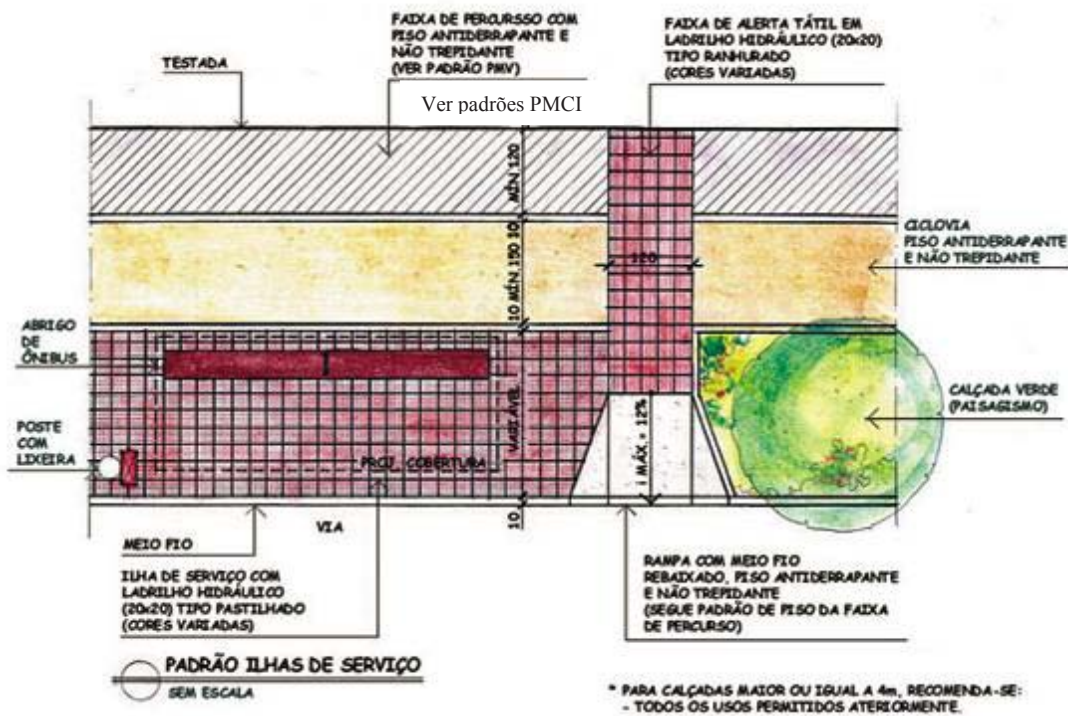 FAIXA DE PERCURSSO COM
PISO ANTIDERRAPANTE E
NÃO TREPIDANTE
(VER PADRÃO PMV)
Ver padrões PMCI
FAIXA DE ALERTA TÁTIL EM
LADRILHO HIDRÁULICO (20x20)
TIPO RANHURADO
(CORES VARIADAS)
TESTADA
MÍN 120
10
MÍN 150
10
120
CICLOVIA
PISO ANTIDERRAPANTE
E NÃO TREPIDANTE
ABRIGO
DE
ÔNIBUS
CALÇADA VERDE
(PAISAGISMO)
POSTE
COM
LIXEIRA
VARIÁVEL
i MÁX. = 12%
PROJ. COBERTURA
10
VIA
MEIO FIO
ILHA DE SERVIÇO COM
LADRILHO HIDRÁULICO
(20x20) TIPO PASTILHADO
(CORES VARIADAS)
RAMPA COM MEIO FIO
REBAIXADO, PISO ANTIDERRAPANTE
E NÃO TREPIDANTE
(SEGUE PADRÃO DE PISO DA FAIXA
DE PERCURSO)
PADRÃO ILHAS DE SERVIÇO
SEM ESCALA
* PARA CALÇADAS MAIOR OU IGUAL A 4m, RECOMENDA-SE:
- TODOS OS USOS PERMITIDOS ATERIORMENTE.